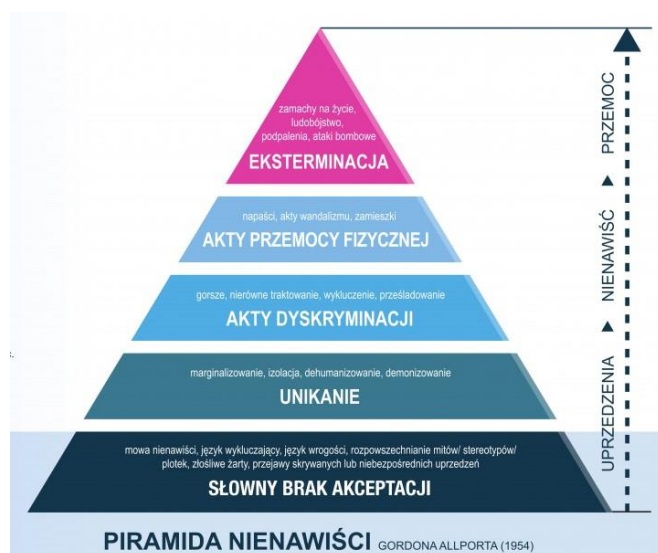 zamachy na życie,
ludobójstwo,
podpalenia, ataki bombowe
EKSTERMINACJA
napaści, akty wandalizmu, zamieszki
AKTY PRZEMOCY FIZYCZNEJ
gorsze, nierówne traktowanie, wykluczenie, prześladowanie
AKTY DYSKRYMINACJI
marginalizowanie, izolacja, dehumanizowanie, demonizowanie
UNIKANIE
mowa nienawiści, język wykluczający, język wrogości, rozpowszechnianie mitów/ stereotypów/
plotek, złośliwe żarty, przejawy skrywanych lub niebezpośrednich uprzedzeń
SŁOWNY BRAK AKCEPTACJI
UPRZEDZENIA ▸ NIENAWIŚĆ ▸ PRZEMOC
PIRAMIDA NIENAWIŚCI GORDONA ALLPORTA (1954)